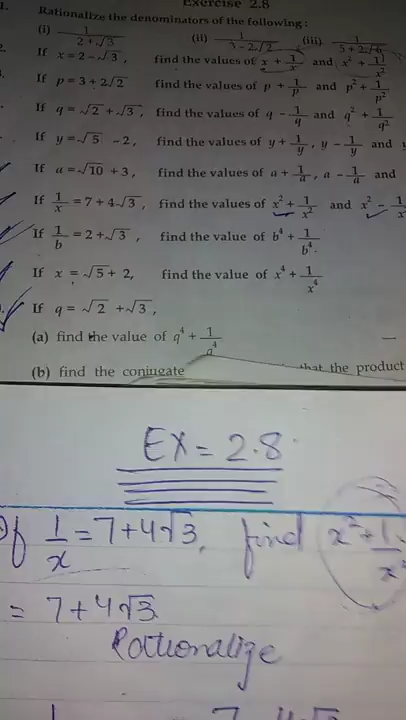 Exercise 2.8
1. Rationalize the denominators of the following:
(i) 1/(2+√3) (ii) 1/(3-2√2) (iii) 1/(5+2√6)
2. If x = 2 - √3, find the values of x + 1/x and x² + 1/x²
If p = 3 + 2√2 find the values of p + 1/p and p² + 1/p²
If q = √2 + √3, find the values of q - 1/q and q² + 1/q²
If y = √5 - 2, find the values of y + 1/y, y - 1/y and
If a = √10 + 3, find the values of a + 1/a, a - 1/a and
If 1/x = 7 + 4√3, find the values of x² + 1/x² and x² - 1/x²
If 1/b = 2 + √3, find the value of b⁴ + 1/b⁴.
If x = √5 + 2, find the value of x⁴ + 1/x⁴
If q = √2 + √3,
(a) find the value of q⁴ + 1/q⁴
(b) find the conjugate that the product
EX = 2.8
If 1/x = 7+4√3, find x² + 1/x²
= 7+4√3
Rationalize